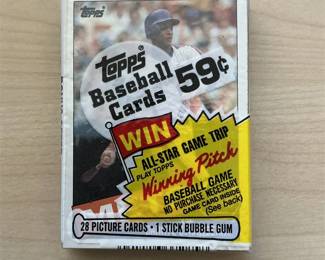 TOPPS
Topps
Baseball
Cards
59¢
WIN
ALL-STAR GAME TRIP
PLAY TOPPS
Winning Pitch
BASEBALL GAME
NO PURCHASE NECESSARY
GAME CARD INSIDE
(See back)
28 PICTURE CARDS • 1 STICK BUBBLE GUM